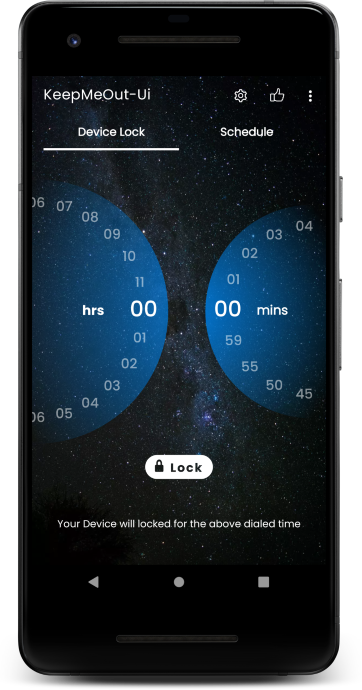 KeepMeOut-Ui
Device Lock Schedule
06 07 08 09 10 11
hrs 00
01 02 03 04 05 06
04 03 02 01
00 mins
59 55 50 45
Lock
Your Device will locked for the above dialed time